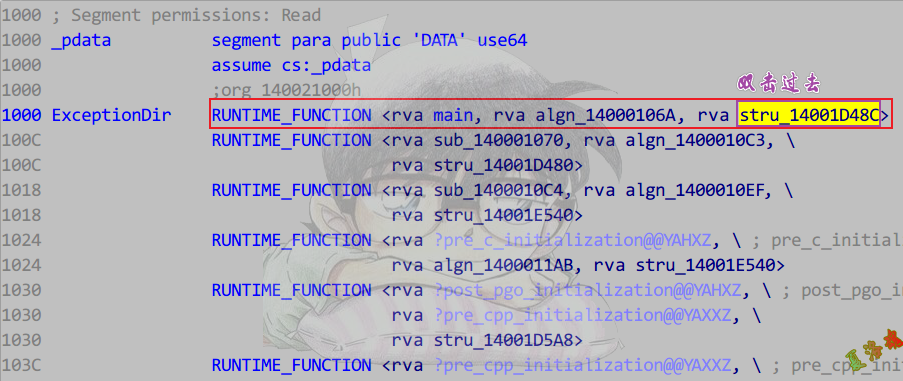 1000 ; Segment permissions: Read
1000 _pdata segment para public 'DATA' use64
1000 assume cs:_pdata
1000 ;org 140021000h
双击过去
1000 ExceptionDir RUNTIME_FUNCTION <rva main, rva algn_14000106A, rva stru_14001D48C>
100C RUNTIME_FUNCTION <rva sub_140001070, rva algn_1400010C3, \
100C rva stru_14001D480>
1018 RUNTIME_FUNCTION <rva sub_1400010C4, rva algn_1400010EF, \
1018 rva stru_14001E540>
1024 RUNTIME_FUNCTION <rva ?pre_c_initialization@@YAHXZ, \ ; pre_c_initial
1024 rva algn_1400011AB, rva stru_14001E540>
1030 RUNTIME_FUNCTION <rva ?post_pgo_initialization@@YAHXZ, \ ; post_pgo_in
1030 rva ?pre_cpp_initialization@@YAXXZ, \
1030 rva stru_14001D5A8>
103C RUNTIME_FUNCTION <rva ?pre_cpp_initialization@@YAXXZ, \ ; pre_cpp_init